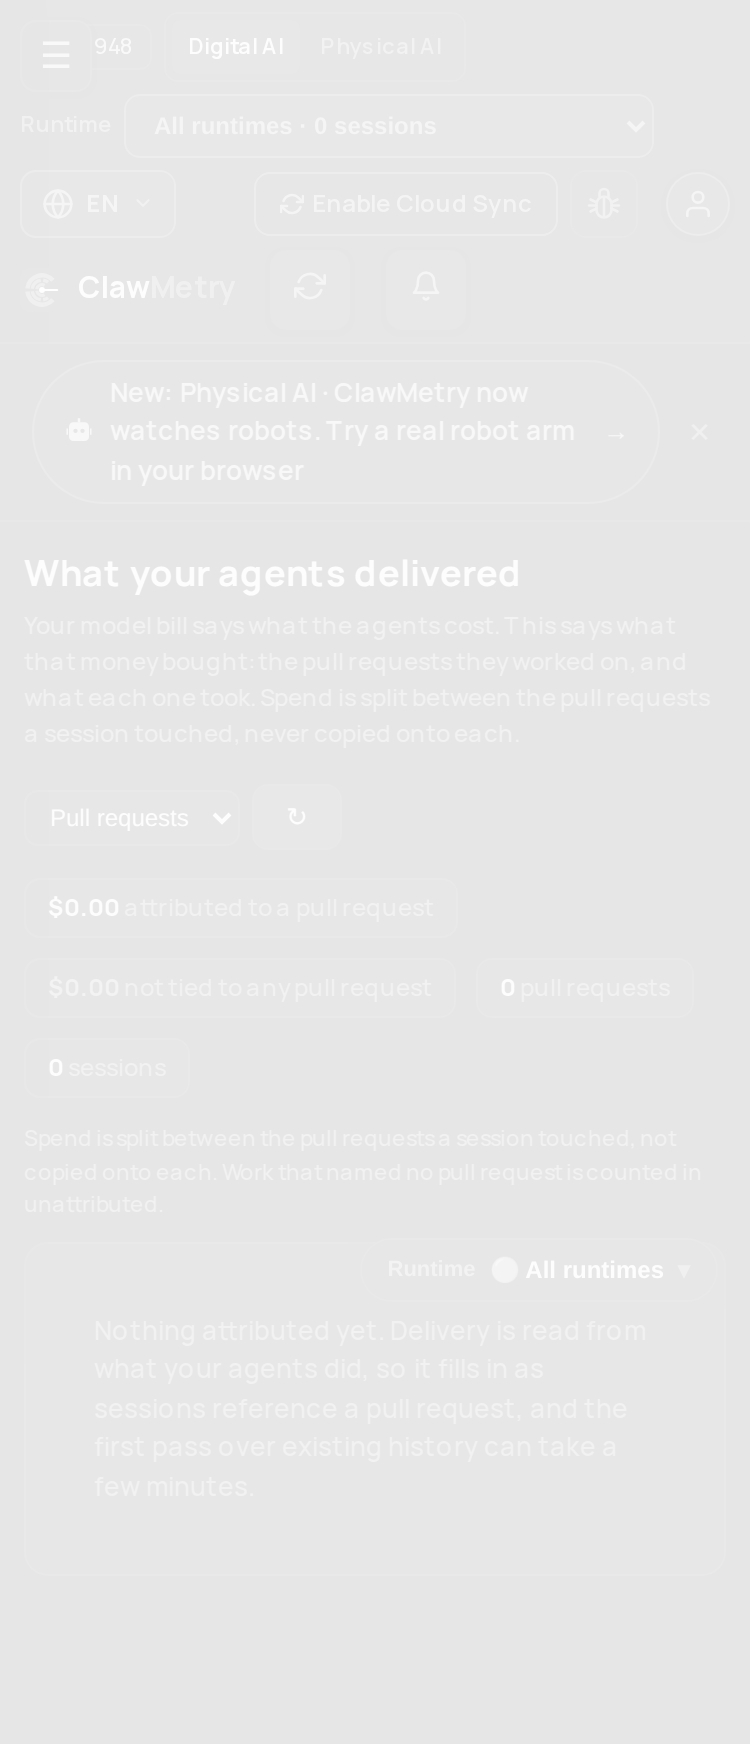 948 Digital AI Physical AI
Runtime All runtimes · 0 sessions
EN Enable Cloud Sync
ClawMetry
New: Physical AI · ClawMetry now
watches robots. Try a real robot arm →
in your browser
What your agents delivered
Your model bill says what the agents cost. This says what
that money bought: the pull requests they worked on, and
what each one took. Spend is split between the pull requests
a session touched, never copied onto each.
Pull requests ↻
$0.00 attributed to a pull request
$0.00 not tied to any pull request 0 pull requests
0 sessions
Spend is split between the pull requests a session touched, not
copied onto each. Work that named no pull request is counted in
unattributed.
Runtime All runtimes ▼
Nothing attributed yet. Delivery is read from
what your agents did, so it fills in as
sessions reference a pull request, and the
first pass over existing history can take a
few minutes.